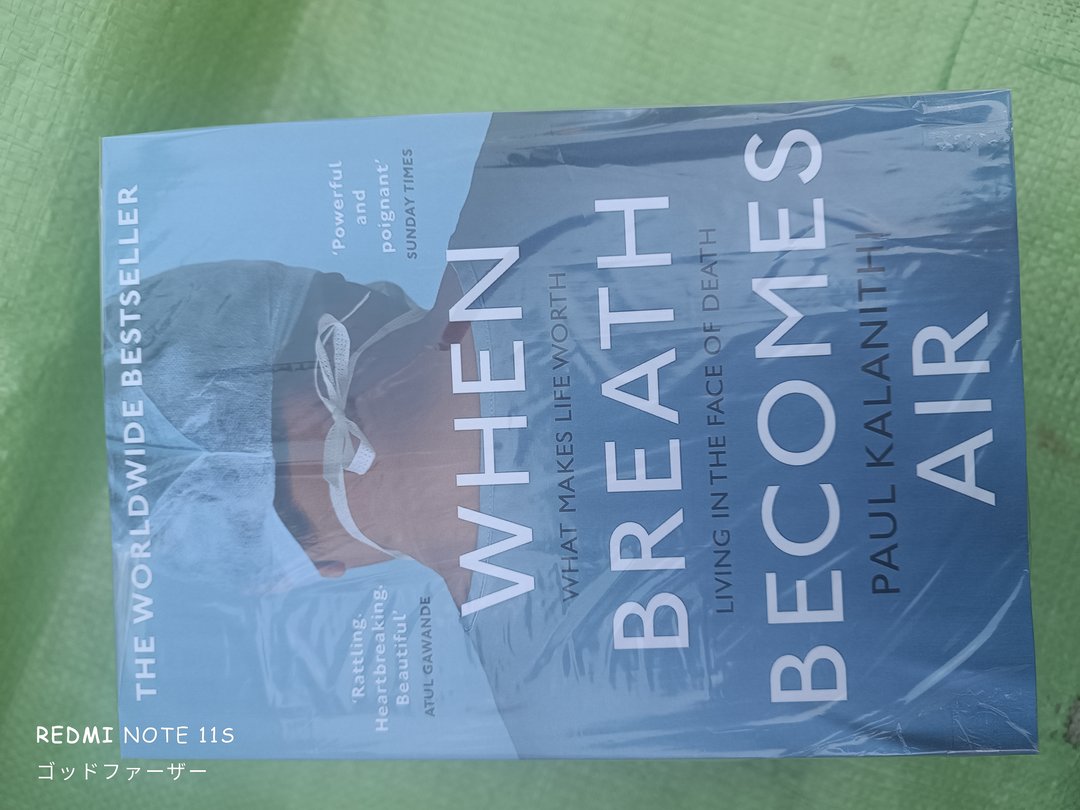 THE WORLDWIDE BESTSELLER
'Rattling.
Heartbreaking.
Beautiful'
ATUL GAWANDE
'Powerful
and
poignant'
SUNDAY TIMES
WHEN
WHAT MAKES LIFE WORTH
BREATH
LIVING IN THE FACE OF DEATH
BECOMES
PAUL KALANITHI
AIR
REDMI NOTE 11S
ゴッドファーザー